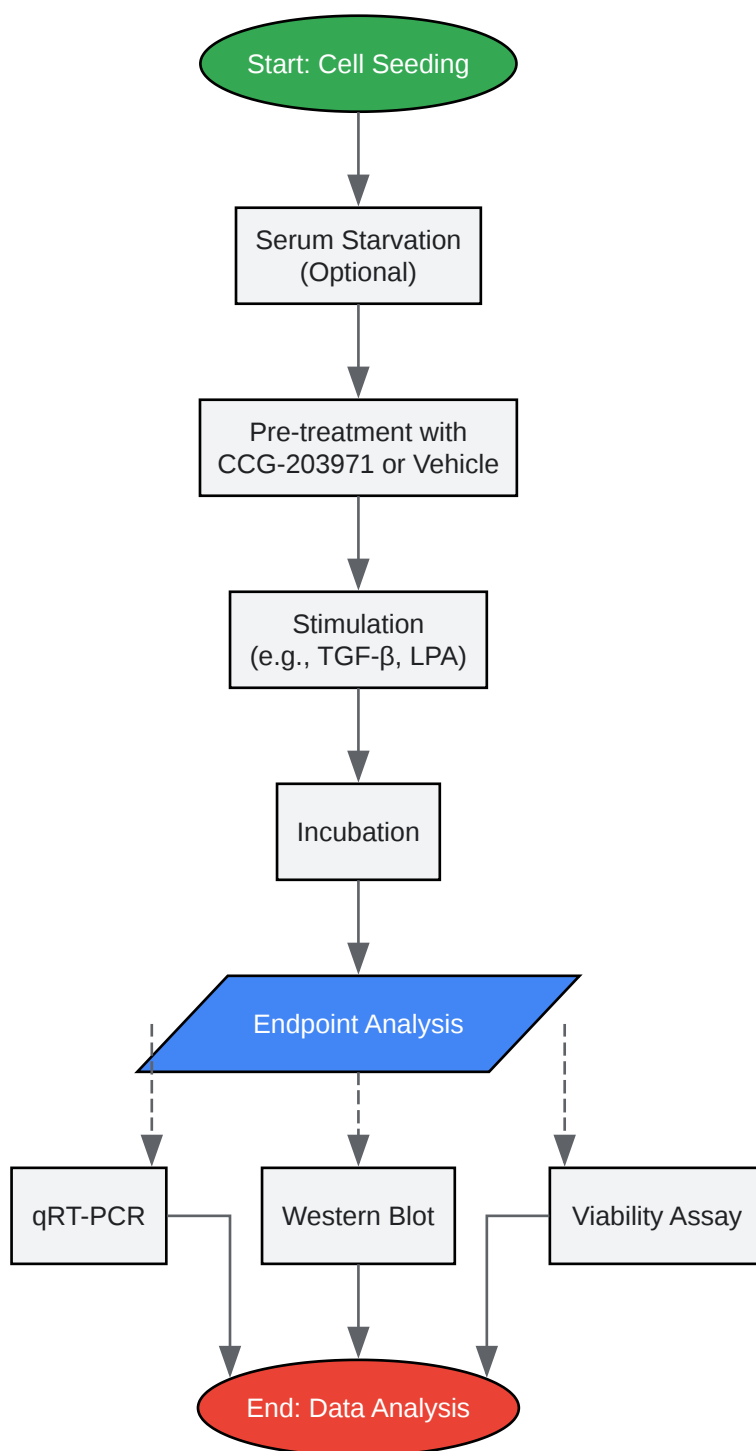 Start: Cell Seeding
Serum Starvation
(Optional)
Pre-treatment with
CCG-203971 or Vehicle
Stimulation
(e.g., TGF-β, LPA)
Incubation
Endpoint Analysis
qRT-PCR
Western Blot
Viability Assay
End: Data Analysis